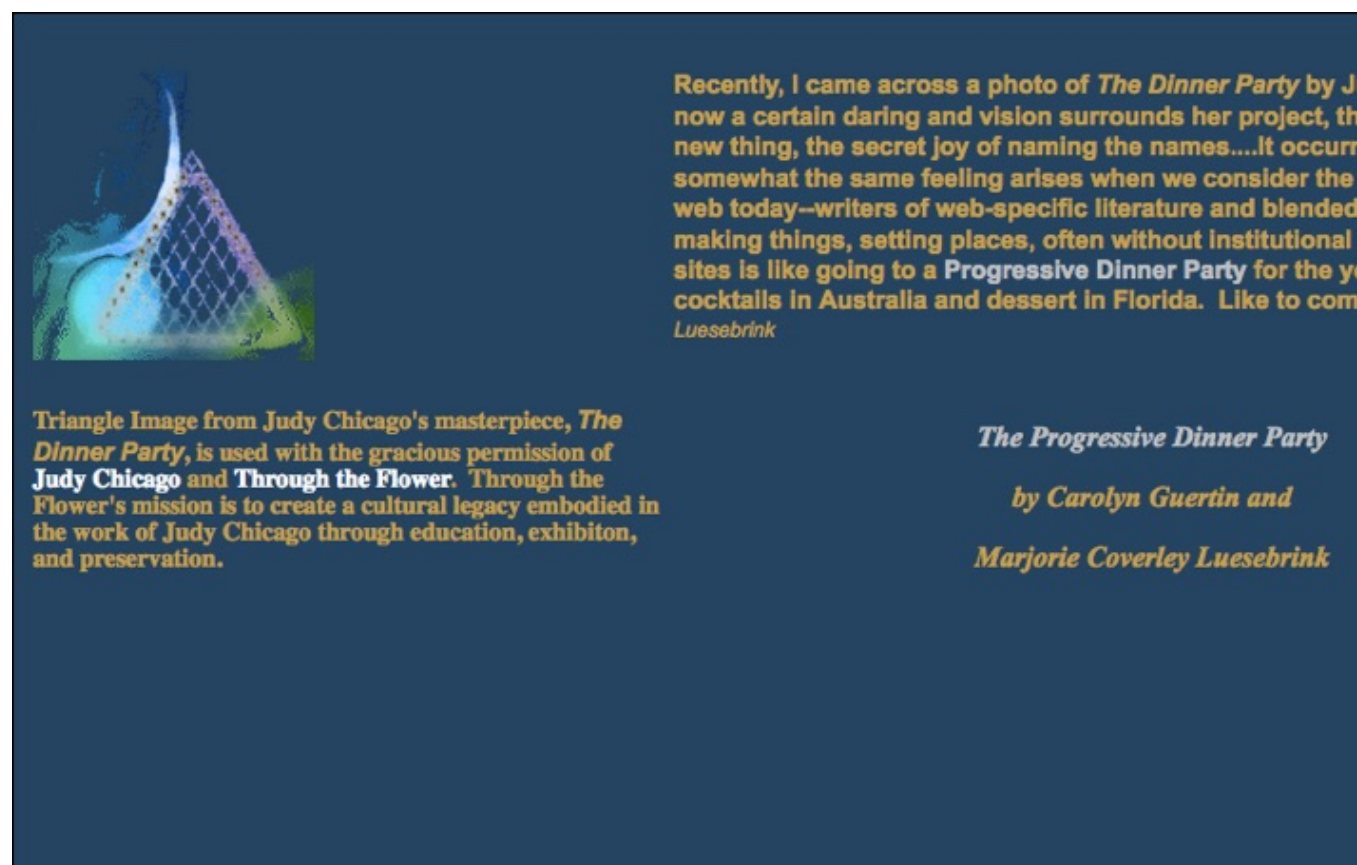 Recently, I came across a photo of The Dinner Party by J
now a certain daring and vision surrounds her project, th
new thing, the secret joy of naming the names....It occurr
somewhat the same feeling arises when we consider the
web today--writers of web-specific literature and blended
making things, setting places, often without institutional
sites is like going to a Progressive Dinner Party for the ye
cocktails in Australia and dessert in Florida.  Like to com
Luesebrink
Triangle Image from Judy Chicago's masterpiece, The
Dinner Party, is used with the gracious permission of
Judy Chicago and Through the Flower.  Through the
Flower's mission is to create a cultural legacy embodied in
the work of Judy Chicago through education, exhibiton,
and preservation.
The Progressive Dinner Party
by Carolyn Guertin and
Marjorie Coverley Luesebrink